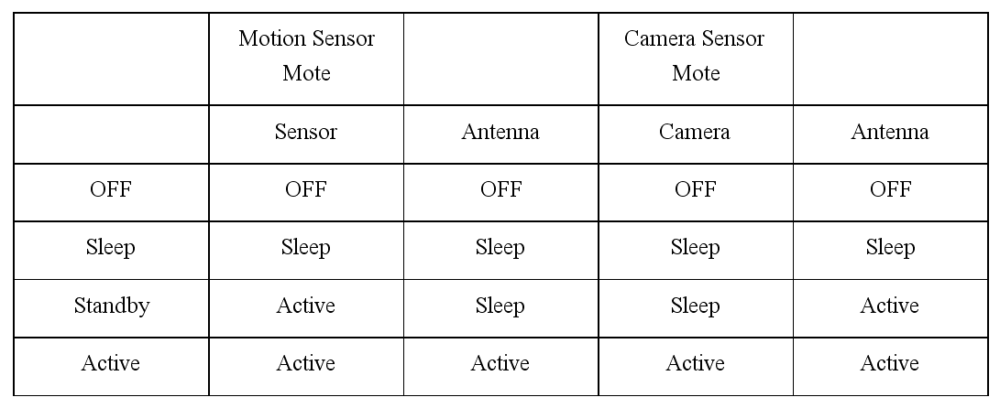 Motion Sensor Mote Camera Sensor Mote
Sensor Antenna Camera Antenna
OFF OFF OFF OFF OFF
Sleep Sleep Sleep Sleep Sleep
Standby Active Sleep Sleep Active
Active Active Active Active Active